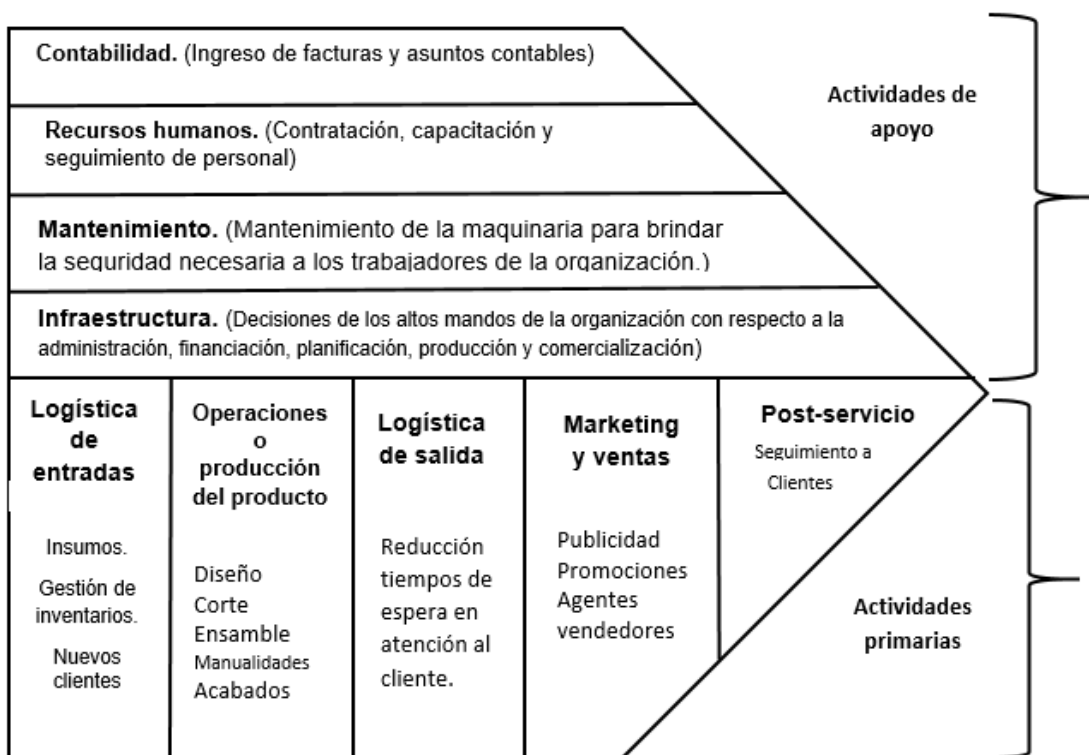 Contabilidad. (Ingreso de facturas y asuntos contables)
Recursos humanos. (Contratación, capacitación y
seguimiento de personal)
Mantenimiento. (Mantenimiento de la maquinaria para brindar
la seguridad necesaria a los trabajadores de la organización.)
Infraestructura. (Decisiones de los altos mandos de la organización con respecto a la
administración, financiación, planificación, producción y comercialización)
Actividades de
apoyo
Logística
de
entradas
Insumos.
Gestión de
inventarios.
Nuevos
clientes
Operaciones
o
producción
del producto
Diseño
Corte
Ensamble
Manualidades
Acabados
Logística
de salida
Reducción
tiempos de
espera en
atención al
cliente.
Marketing
y ventas
Publicidad
Promociones
Agentes
vendedores
Post-servicio
Seguimiento a
Clientes
Actividades
primarias